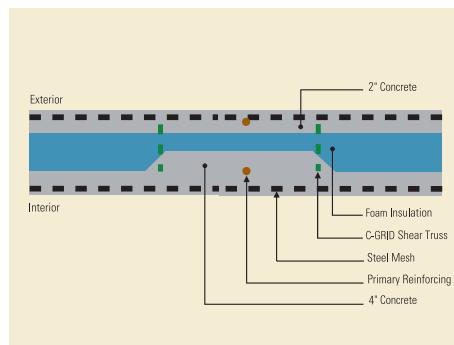 2" Concrete
Exterior
Interior
Foam Insulation
C-GRID Shear Truss
Steel Mesh
Primary Reinforcing
4" Concrete